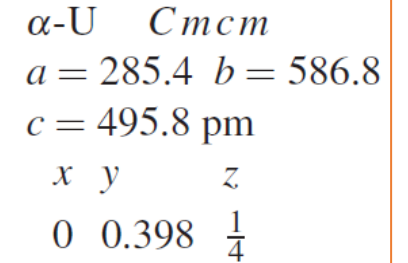 α-U Cmcm
a = 285.4 b = 586.8
c = 495.8 pm
x y z
0 0.398 1/4